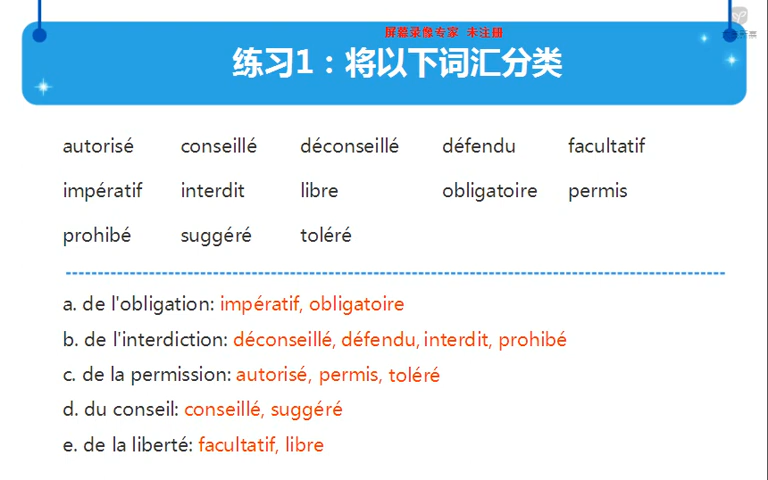 屏幕录像专家 未注册
练习1：将以下词汇分类
autorisé conseillé déconseillé défendu facultatif
impératif interdit libre obligatoire permis
prohibé suggéré toléré
a. de l'obligation: impératif, obligatoire
b. de l'interdiction: déconseillé, défendu, interdit, prohibé
c. de la permission: autorisé, permis, toléré
d. du conseil: conseillé, suggéré
e. de la liberté: facultatif, libre